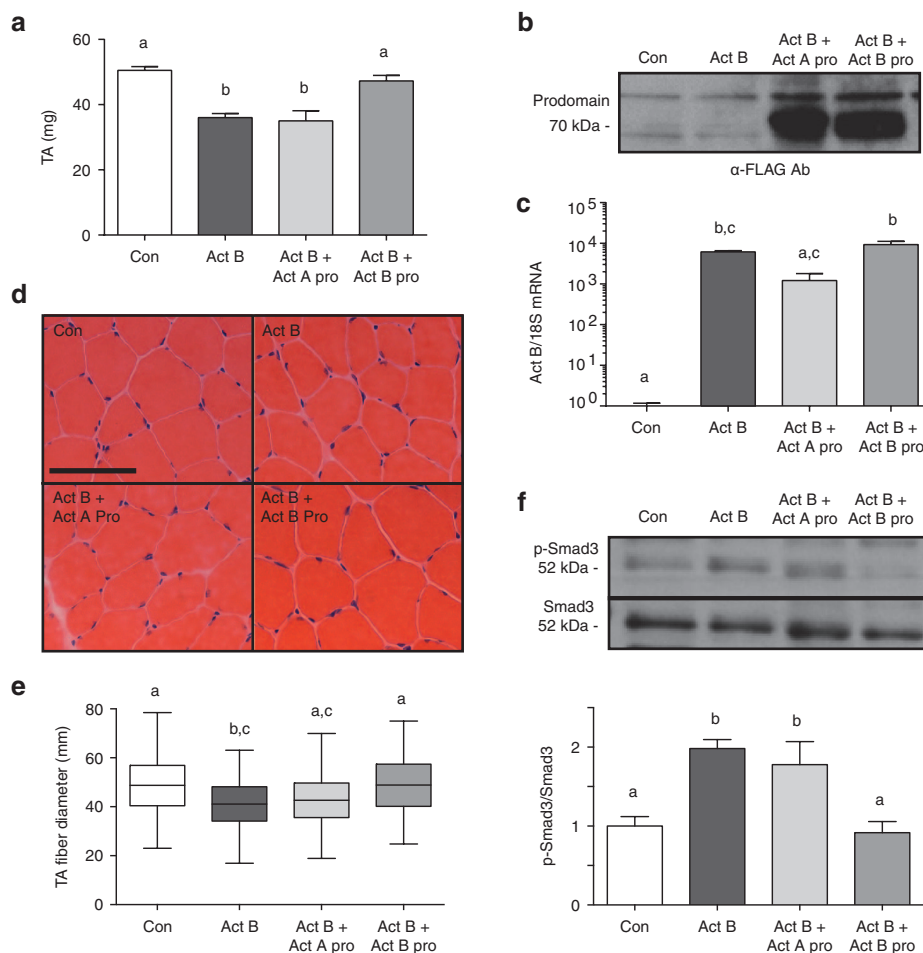 a
60
40
20
0
TA (mg)
a
b
b
a
Con
Act B
Act B +
Act A pro
Act B +
Act B pro
b
Con
Act B
Act B +
Act A pro
Act B +
Act B pro
Prodomain
70 kDa -
α-FLAG Ab
c
10^5
10^4
10^3
10^2
10^1
10^0
Act B/18S mRNA
a
b,c
a,c
b
Con
Act B
Act B +
Act A pro
Act B +
Act B pro
d
Con
Act B
Act B +
Act A Pro
Act B +
Act B Pro
e
80
60
40
20
0
TA fiber diameter (mm)
a
b,c
a,c
a
Con
Act B
Act B +
Act A pro
Act B +
Act B pro
f
Con
Act B
Act B +
Act A pro
Act B +
Act B pro
p-Smad3
52 kDa -
Smad3
52 kDa -
2
1
0
p-Smad3/Smad3
a
b
b
a
Con
Act B
Act B +
Act A pro
Act B +
Act B pro